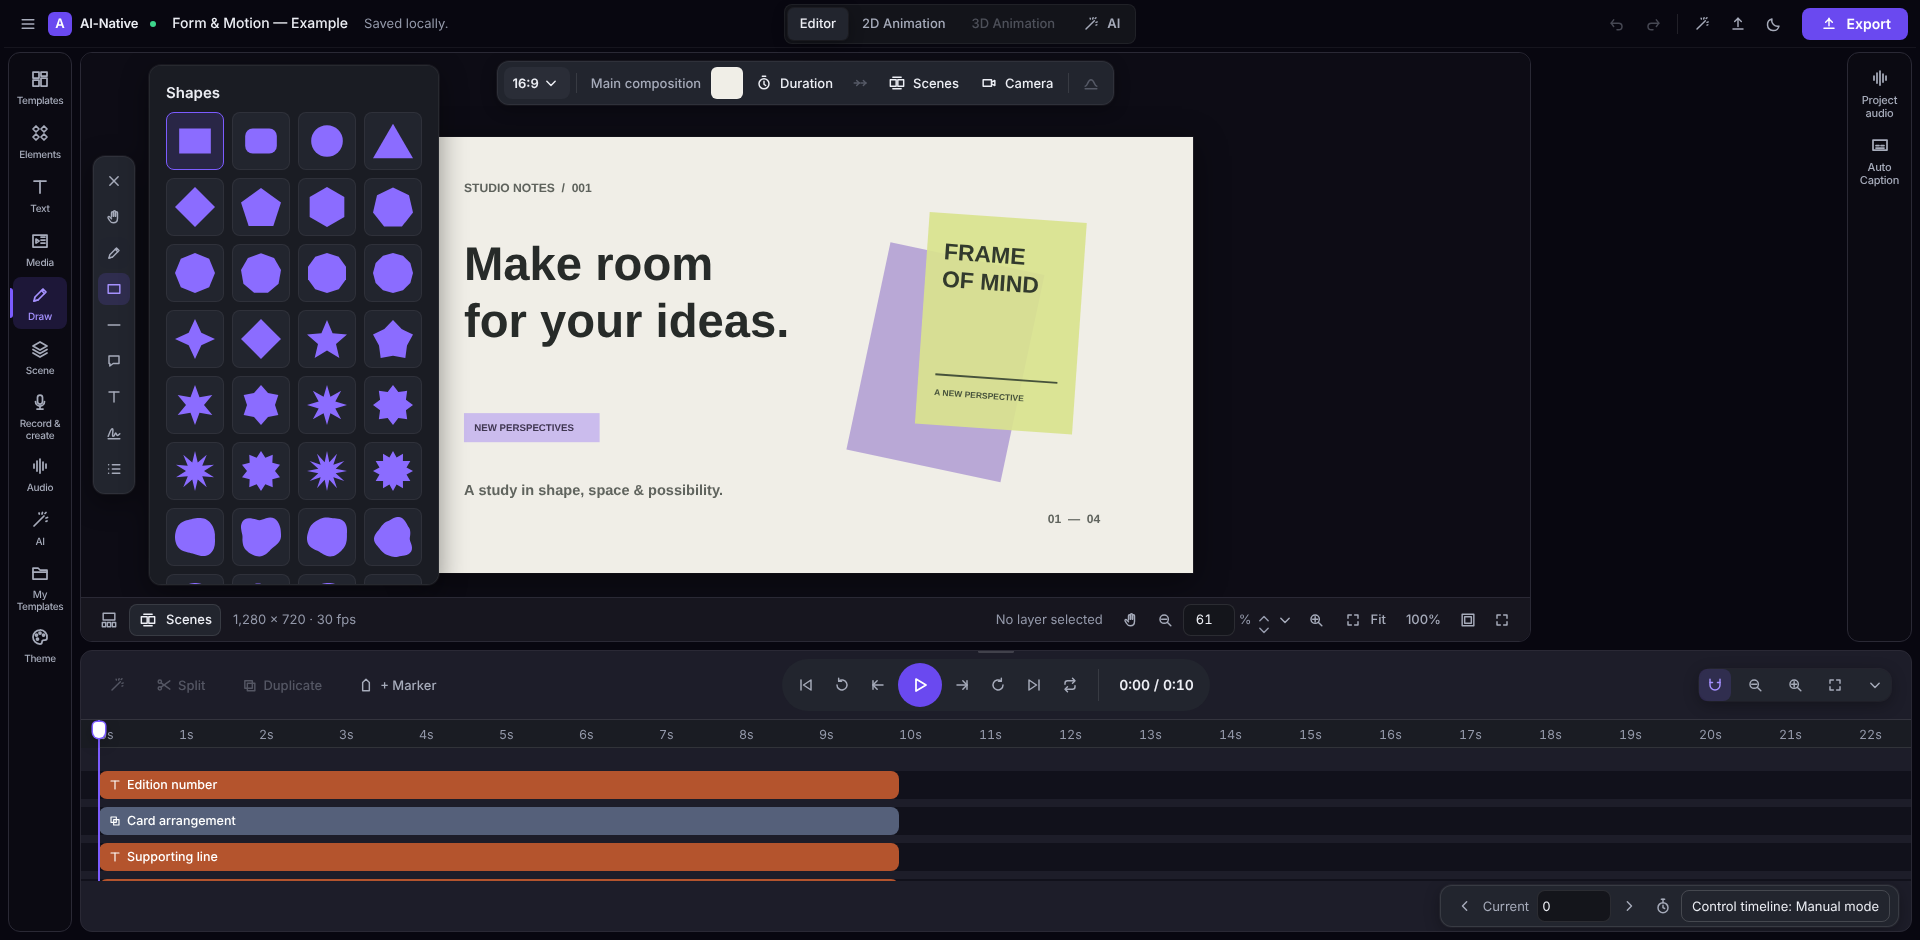 A AI-Native Form & Motion — Example Saved locally. Editor 2D Animation 3D Animation AI Export
Templates
Elements
Text
Media
Draw
Scene
Record &
create
Audio
AI
My
Templates
Theme
Shapes
16:9 Main composition Duration Scenes Camera
STUDIO NOTES / 001
Make room
for your ideas.
NEW PERSPECTIVES
A study in shape, space & possibility.
FRAME
OF MIND
A NEW PERSPECTIVE
01 — 04
Project
audio
Auto
Caption
Scenes 1,280 × 720 · 30 fps No layer selected 61 % Fit 100%
Split Duplicate + Marker 0:00 / 0:10
1s 2s 3s 4s 5s 6s 7s 8s 9s 10s 11s 12s 13s 14s 15s 16s 17s 18s 19s 20s 21s 22s
Edition number
Card arrangement
Supporting line
Current 0 Control timeline: Manual mode